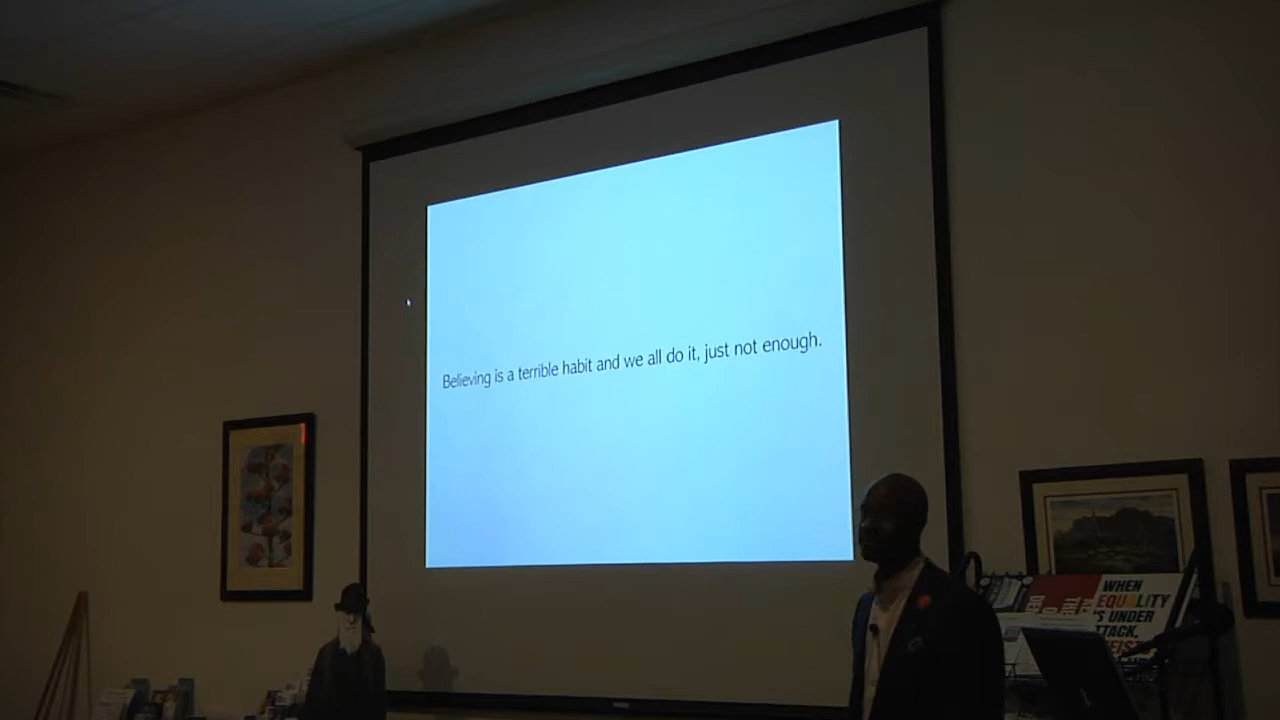 Believing is a terrible habit and we all do it, just not enough.
WHEN
EQUALITY
'S UNDER
TTACK,